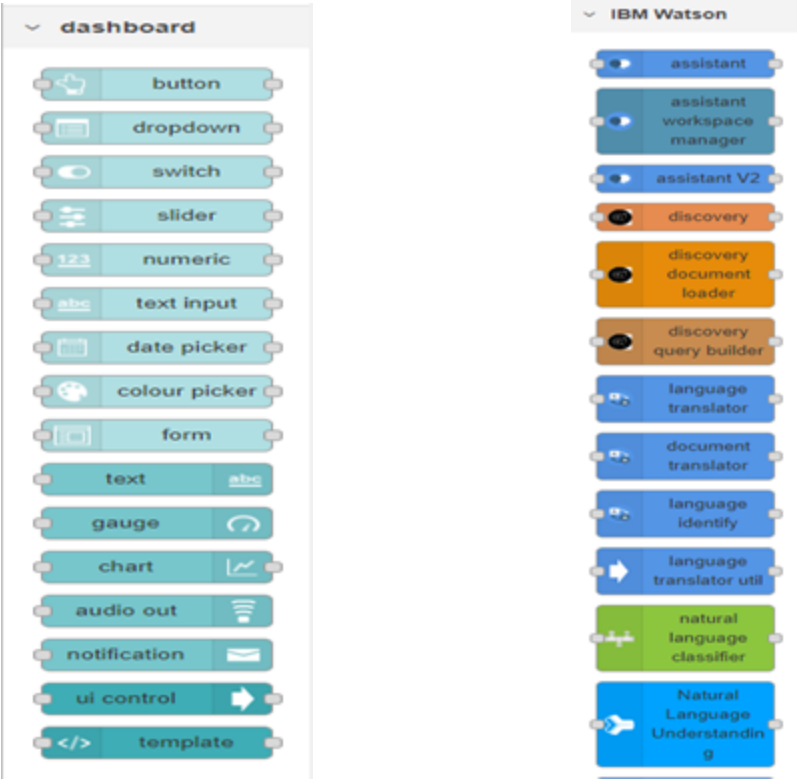 dashboard
button
dropdown
switch
slider
123
numeric
abc
text input
date picker
colour picker
form
text
abc
gauge
chart
audio out
notification
ui control
</>
template
IBM Watson
assistant
assistant
workspace
manager
assistant V2
discovery
discovery
document
loader
discovery
query builder
language
translator
document
translator
language
identify
language
translator util
natural
language
classifier
Natural
Language
Understandin
g